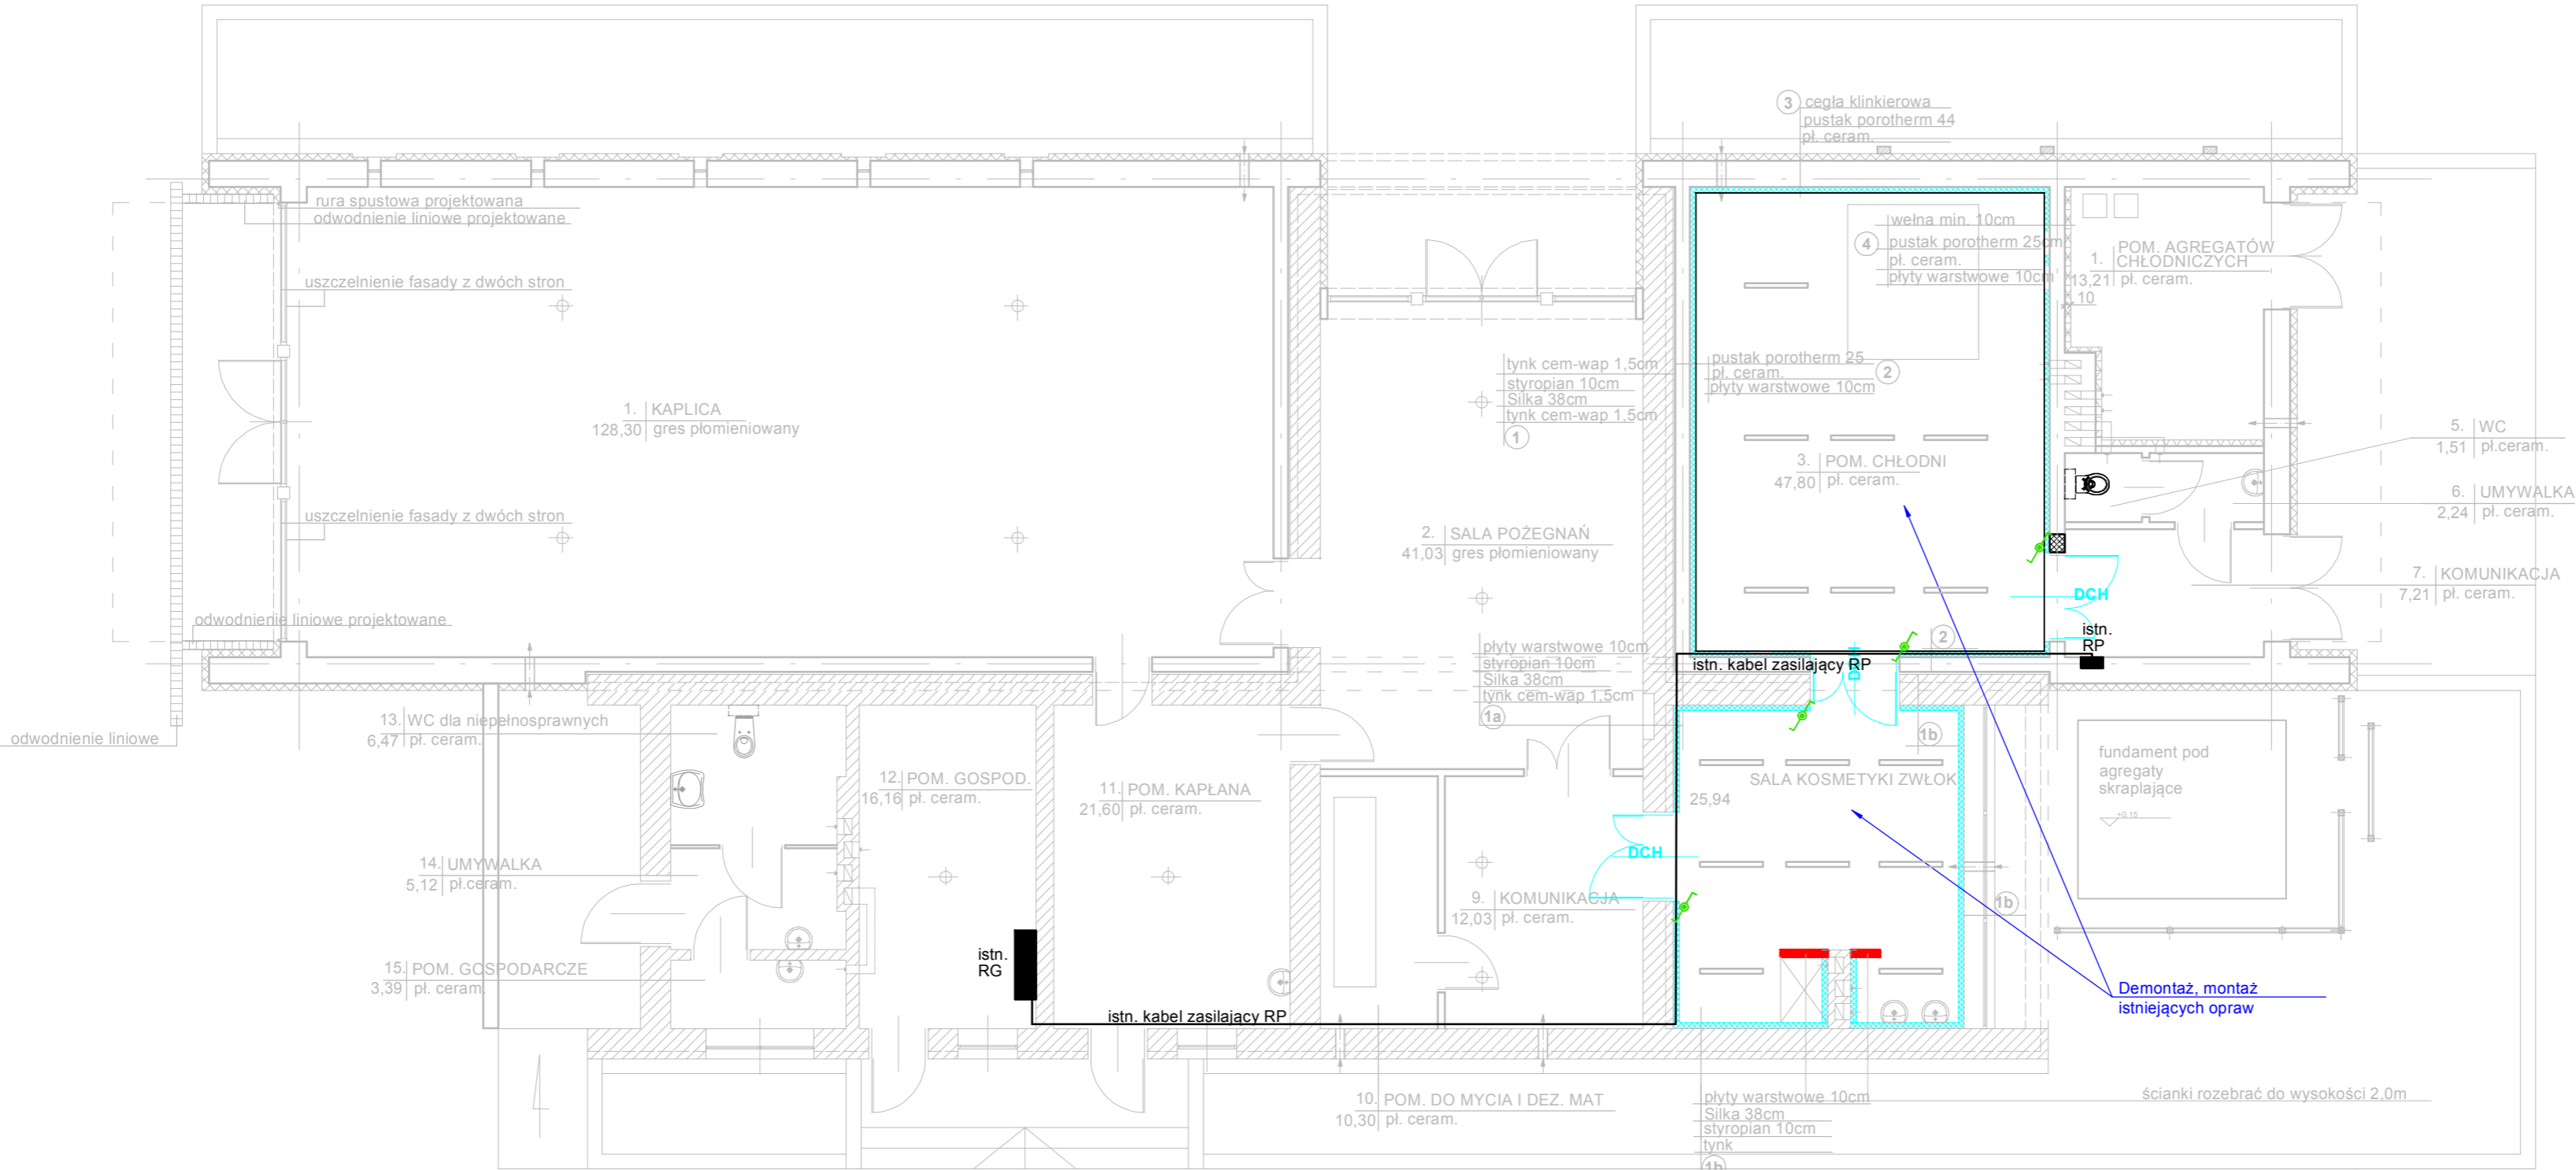 3 cegła klinkierowa
pustak porotherm 44
pł. ceram.
rura spustowa projektowana
odwodnienie liniowe projektowane
uszczelnienie fasady z dwóch stron
1. KAPLICA
128,30 gres płomieniowany
uszczelnienie fasady z dwóch stron
odwodnienie liniowe projektowane
odwodnienie liniowe
wełna min. 10cm
4 pustak porotherm 25cm
pł. ceram.
płyty warstwowe 10cm
1. POM. AGREGATÓW
CHŁODNICZYCH
13,21 pł. ceram.
10
tynk cem-wap 1,5cm
styropian 10cm
Silka 38cm
tynk cem-wap 1,5cm
1
pustak porotherm 25
pł. ceram.
płyty warstwowe 10cm
2
3. POM. CHŁODNI
47,80 pł. ceram.
5. WC
1,51 pł.ceram.
6. UMYWALKA
2,24 pł. ceram.
7. KOMUNIKACJA
7,21 pł. ceram.
2. SALA POŻEGNAŃ
41,03 gres płomieniowany
DCH
istn.
RP
2
płyty warstwowe 10cm
styropian 10cm
Silka 38cm
tynk cem-wap 1,5cm
1a
istn. kabel zasilający RP
DCH
1b
13. WC dla niepełnosprawnych
6,47 pł. ceram.
12. POM. GOSPOD.
16,16 pł. ceram.
11. POM. KAPŁANA
21,60 pł. ceram.
SALA KOSMETYKI ZWŁOK
25,94
fundament pod
agregaty
skraplające
+0,15
14. UMYWALKA
5,12 pł.ceram.
DCH
9. KOMUNIKACJA
12,03 pł. ceram.
1b
15. POM. GOSPODARCZE
3,39 pł. ceram.
istn.
RG
istn. kabel zasilający RP
Demontaż, montaż
istniejących opraw
10. POM. DO MYCIA I DEZ. MAT
10,30 pł. ceram.
płyty warstwowe 10cm
Silka 38cm
styropian 10cm
tynk
1b
ścianki rozebrać do wysokości 2,0m